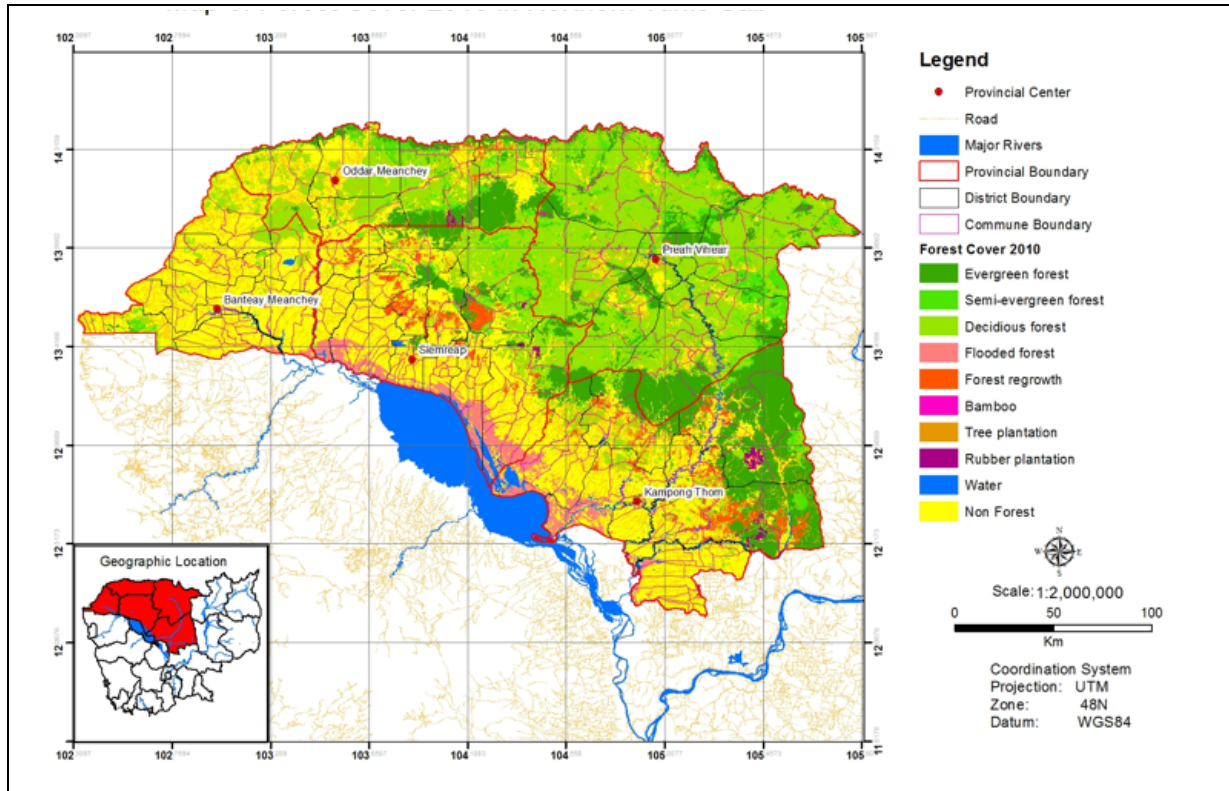 102 103 103 104 104 105 105 105
102
Legend
Provincial Center
Road
Major Rivers
Provincial Boundary
District Boundary
Commune Boundary
Forest Cover 2010
Evergreen forest
Semi-evergreen forest
Decidious forest
Flooded forest
Forest regrowth
Bamboo
Tree plantation
Rubber plantation
Water
Non Forest
Oddar Meanchey
Preah Vihear
Banteay Meanchey
Siemreap
Kampong Thom
14
13
13
12
12
12
11
14
13
13
12
12
12
11
Geographic Location
N
W E
S
Scale: 1:2,000,000
0 50 100
Km
Coordination System
Projection: UTM
Zone: 48N
Datum: WGS84
102 102 103 103 104 104 105 105 105